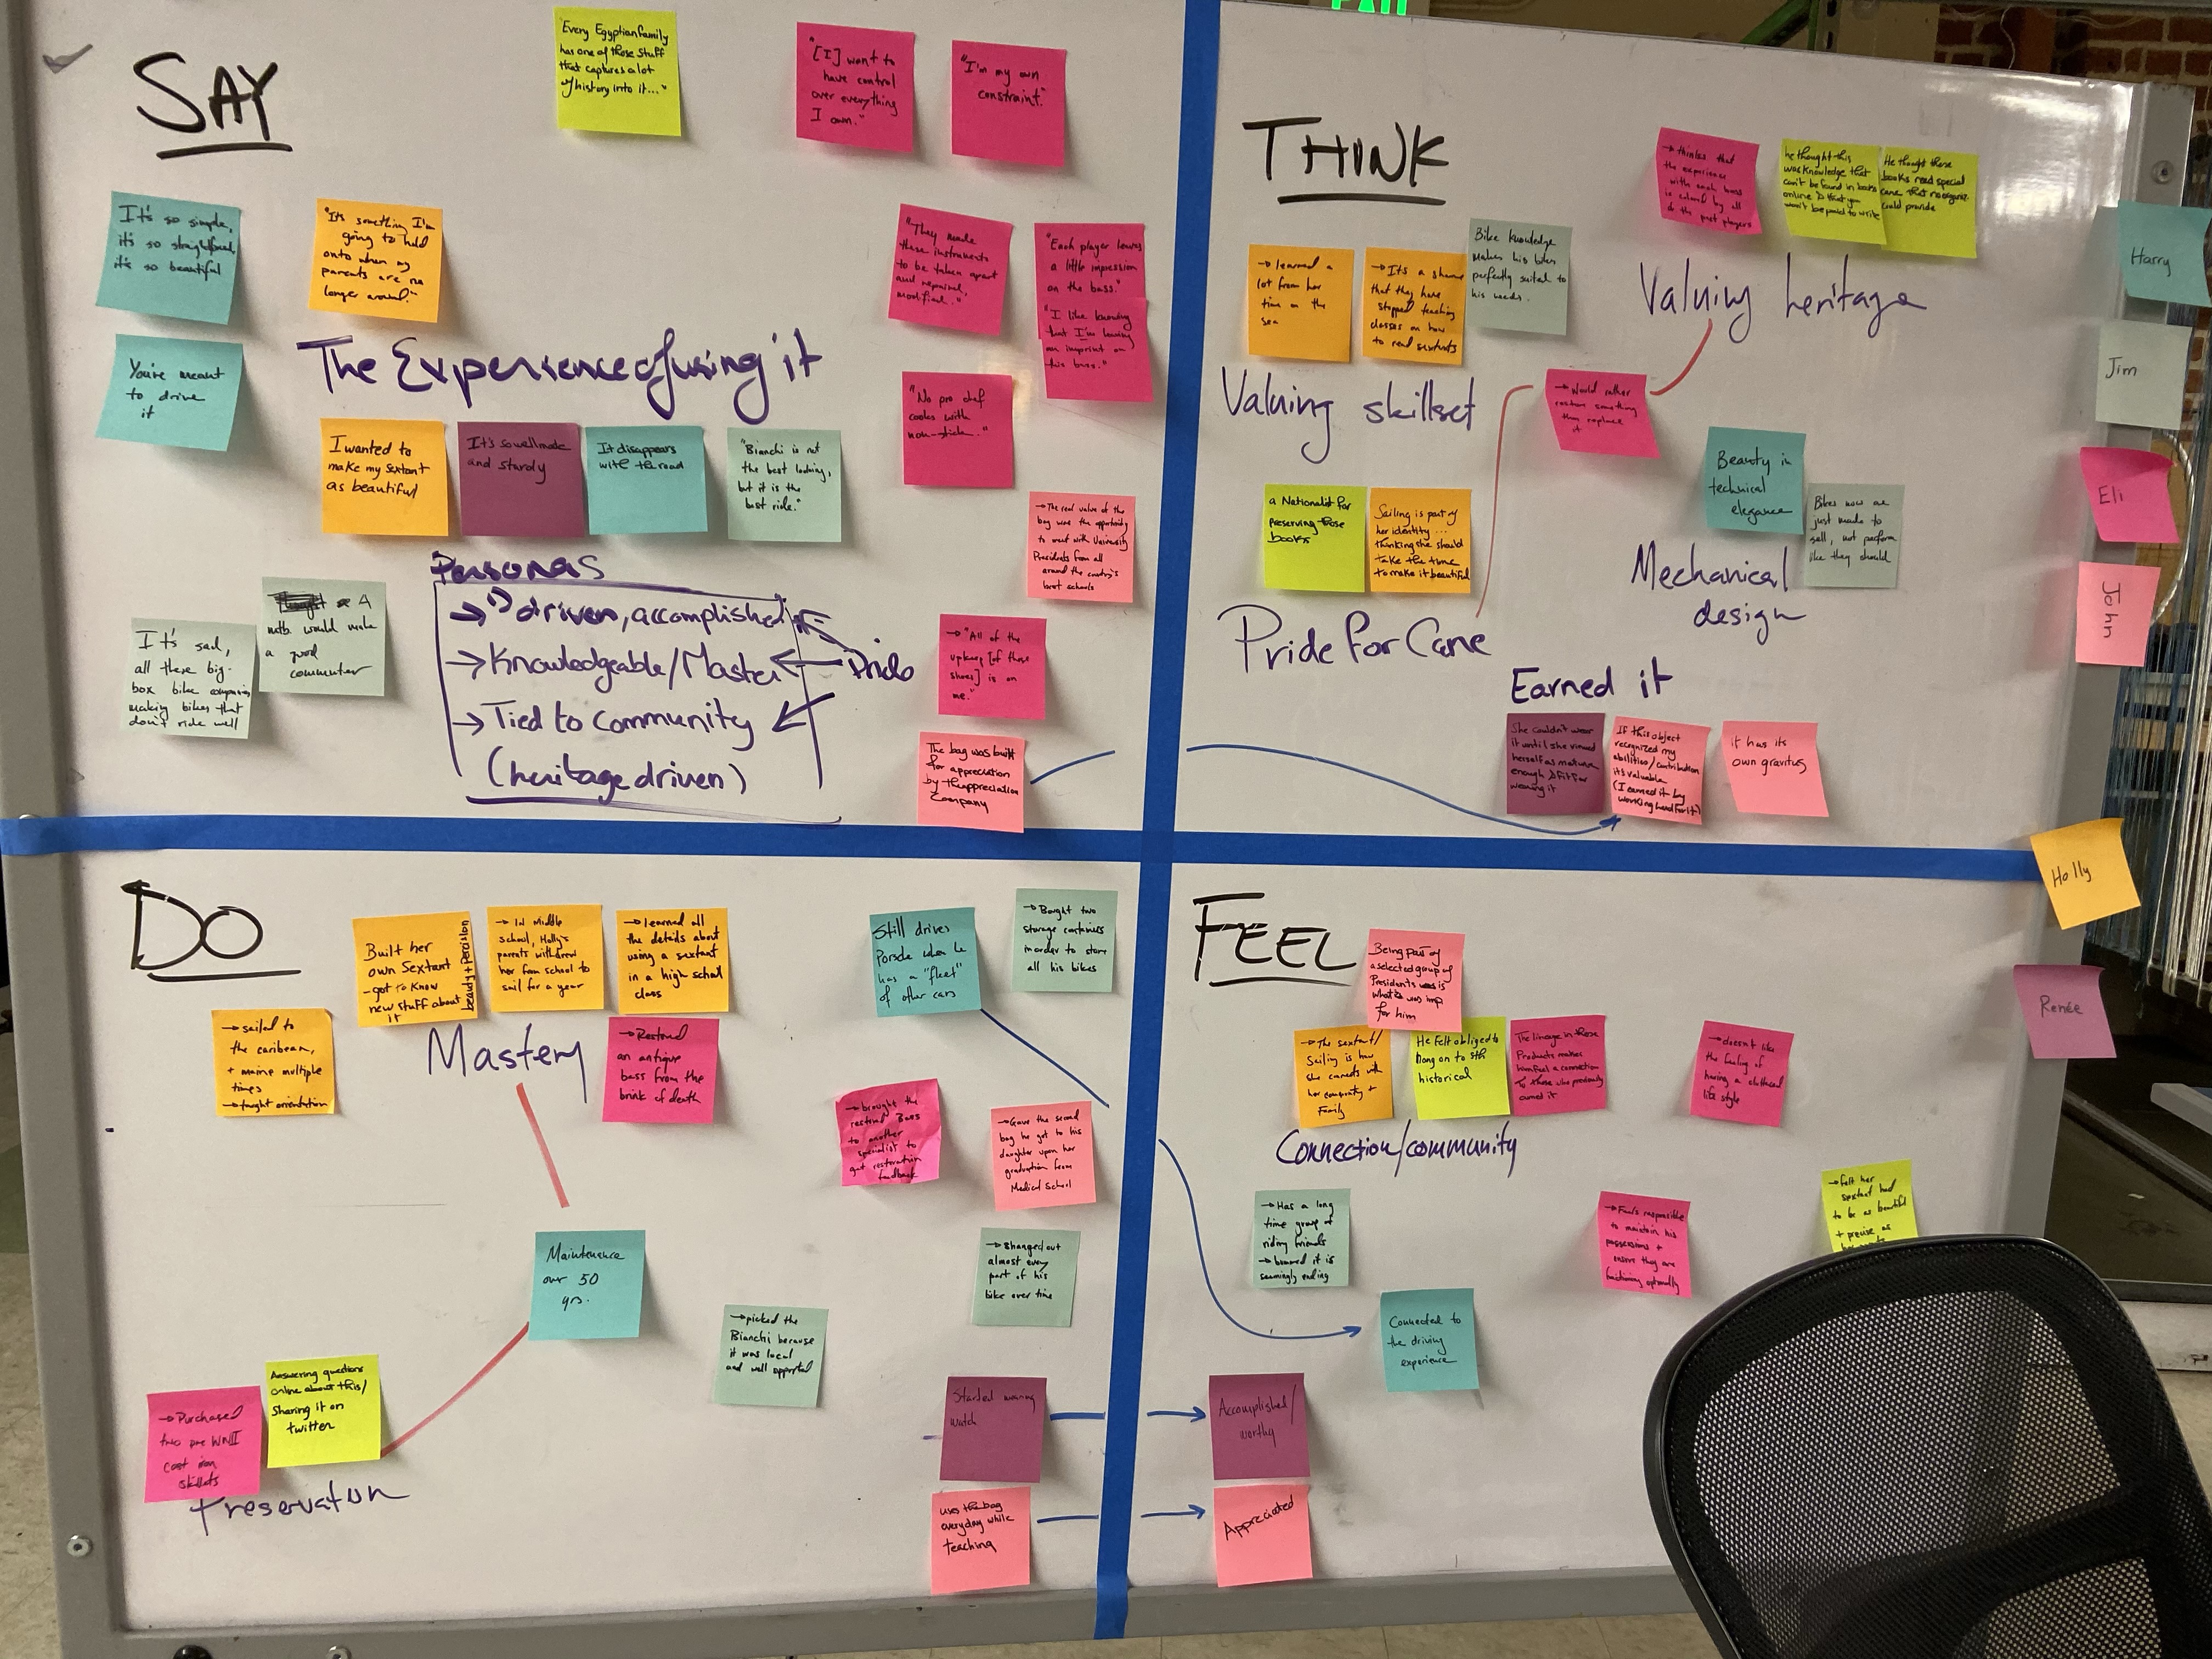 SAY
"Every Egyptian family
has one of those stuff
that captures a lot
of history into it..."
"[I] want to
have control
over everything
I own."
"I'm my own
constraint."
It's so simple,
it's so straightforward,
it's so beautiful
"It's something I'm
going to hold
onto when my
parents are no
longer around."
"They made
these instruments
to be taken apart
and repaired,
modified."
"Each player leaves
a little impression
on the bass."
"I like knowing
that I'm leaving
an imprint on
this bass."
You're meant
to drive
it
The Experience of using it
"No pro chef
cooks with
non-stick."
I wanted to
make my sextant
as beautiful
It's so well made
and sturdy
It disappears
with the road
"Bianchi is not
the best looking,
but it is the
best ride."
→ The real value of the
bag was the opportunity
to meet with University
Presidents from all
around the country's
best schools
Personas
→ driven, accomplished
→ Knowledgeable/Master
→ Tied to Community
(heritage driven)
Pride
A
mtb. would make
a good
commuter
It's sad,
all these big-
box bike companies
making bikes that
don't ride well
→ "All of the
upkeep [of those
shoes] is on
me."
The bag was built
for appreciation
by the appreciation
Company
THINK
→ thinks that
the experience
with each bass
is colored by all
of the past players
he thought this
was knowledge that
can't be found in books
online & that you
won't be paid to write
He thought these
books need special
care that no
could provide
→ learned a
lot from her
time on the
sea
→ It's a shame
that they have
stopped teaching
classes on how
to read sextants
Bike knowledge
makes his bikes
perfectly suited to
his needs.
Valuing heritage
Valuing skillset
→ Would rather
restore something
than replace
it
Beauty in
technical
elegance
Bikes now are
just made to
sell, not perform
like they should
a Nationalist for
preserving those
books
Sailing is part of
her identity...
thinking she should
take the time
to make it beautiful
Mechanical
design
Pride for Care
Earned it
She couldn't wear
it until she viewed
herself as mature
enough & fit for
wearing it
If this object
recognized my
abilities/contribution
it's valuable
(I earned it by
working hard for it)
it has its
own gravitas
Harry
Jim
Eli
John
Holly
Renée
DO
Built her
own Sextant
- got to know
new stuff about
it
beauty + precision
→ In Middle
school, Holly's
parents withdrew
her from school to
sail for a year
→ learned all
the details about
using a sextant
in a high school
class
Still drives
Porsche when he
has a "fleet"
of other cars
→ Bought two
storage containers
in order to store
all his bikes
→ sailed to
the caribean,
+ maine multiple
times
→ taught orientation
Mastery
→ Restored
an antique
bass from the
brink of death
→ brought the
restored Bass
to another
specialist to
get restoration
feedback
→ Gave the second
bag he got to his
daughter upon her
graduation from
Medical School
Maintenance
over 50
yrs.
→ changed out
almost every
part of his
bike over time
→ picked the
Bianchi because
it was local
and well
→ Purchased
two pre WWII
cast iron
skillets
Answering questions
online about this/
Sharing it on
twitter
Preservation
Started wearing
watch
uses the bag
everyday while
teaching
FEEL
Being part of
a selected group of
Presidents is
what was imp
for him
→ The sextant/
Sailing is how
she connects with
her community +
Family
He felt obliged to
hang on to sth
historical
The lineage in these
Products makes
him feel a connection
to those who previously
owned it
→ doesn't like
the feeling of
having a cluttered
life style
Connection/community
→ Has a long
time group of
riding friends
→ bummed it is
seemingly ending
→ Feels responsible
to maintain his
possessions +
ensure they are
functioning optimally
→ felt her
sextant had
to be as beautiful
+ precise as
Connected to
the driving
experience
Accomplished/
worthy
Appreciated